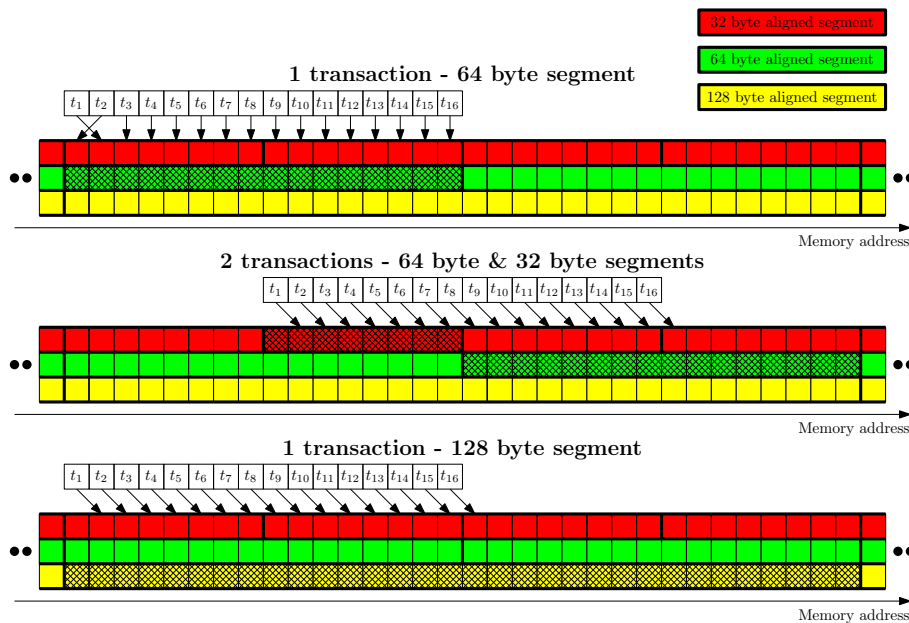 32 byte aligned segment
64 byte aligned segment
128 byte aligned segment
1 transaction - 64 byte segment
t1 t2 t3 t4 t5 t6 t7 t8 t9 t10 t11 t12 t13 t14 t15 t16
Memory address
2 transactions - 64 byte & 32 byte segments
t1 t2 t3 t4 t5 t6 t7 t8 t9 t10 t11 t12 t13 t14 t15 t16
Memory address
1 transaction - 128 byte segment
t1 t2 t3 t4 t5 t6 t7 t8 t9 t10 t11 t12 t13 t14 t15 t16
Memory address